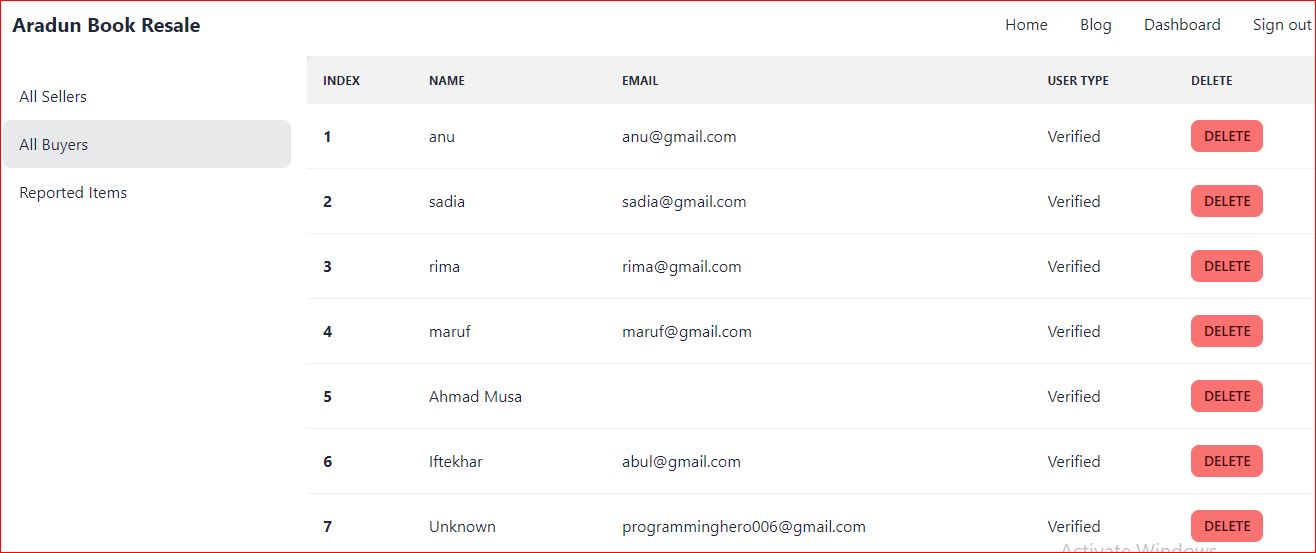 Aradun Book Resale Home Blog Dashboard Sign out
All Sellers
All Buyers
Reported Items
INDEX NAME EMAIL USER TYPE DELETE
1 anu anu@gmail.com Verified DELETE
2 sadia sadia@gmail.com Verified DELETE
3 rima rima@gmail.com Verified DELETE
4 maruf maruf@gmail.com Verified DELETE
5 Ahmad Musa Verified DELETE
6 Iftekhar abul@gmail.com Verified DELETE
7 Unknown programminghero006@gmail.com Verified DELETE
Activate Windows